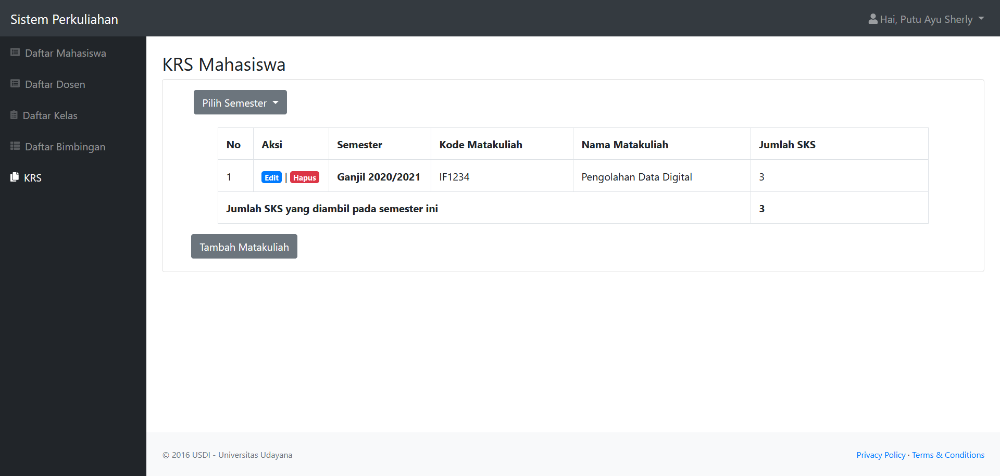 Sistem Perkuliahan
Hai, Putu Ayu Sherly
Daftar Mahasiswa
Daftar Dosen
Daftar Kelas
Daftar Bimbingan
KRS
KRS Mahasiswa
Pilih Semester
No Aksi Semester Kode Matakuliah Nama Matakuliah Jumlah SKS
1 Edit | Hapus Ganjil 2020/2021 IF1234 Pengolahan Data Digital 3
Jumlah SKS yang diambil pada semester ini 3
Tambah Matakuliah
© 2016 USDI - Universitas Udayana
Privacy Policy · Terms & Conditions